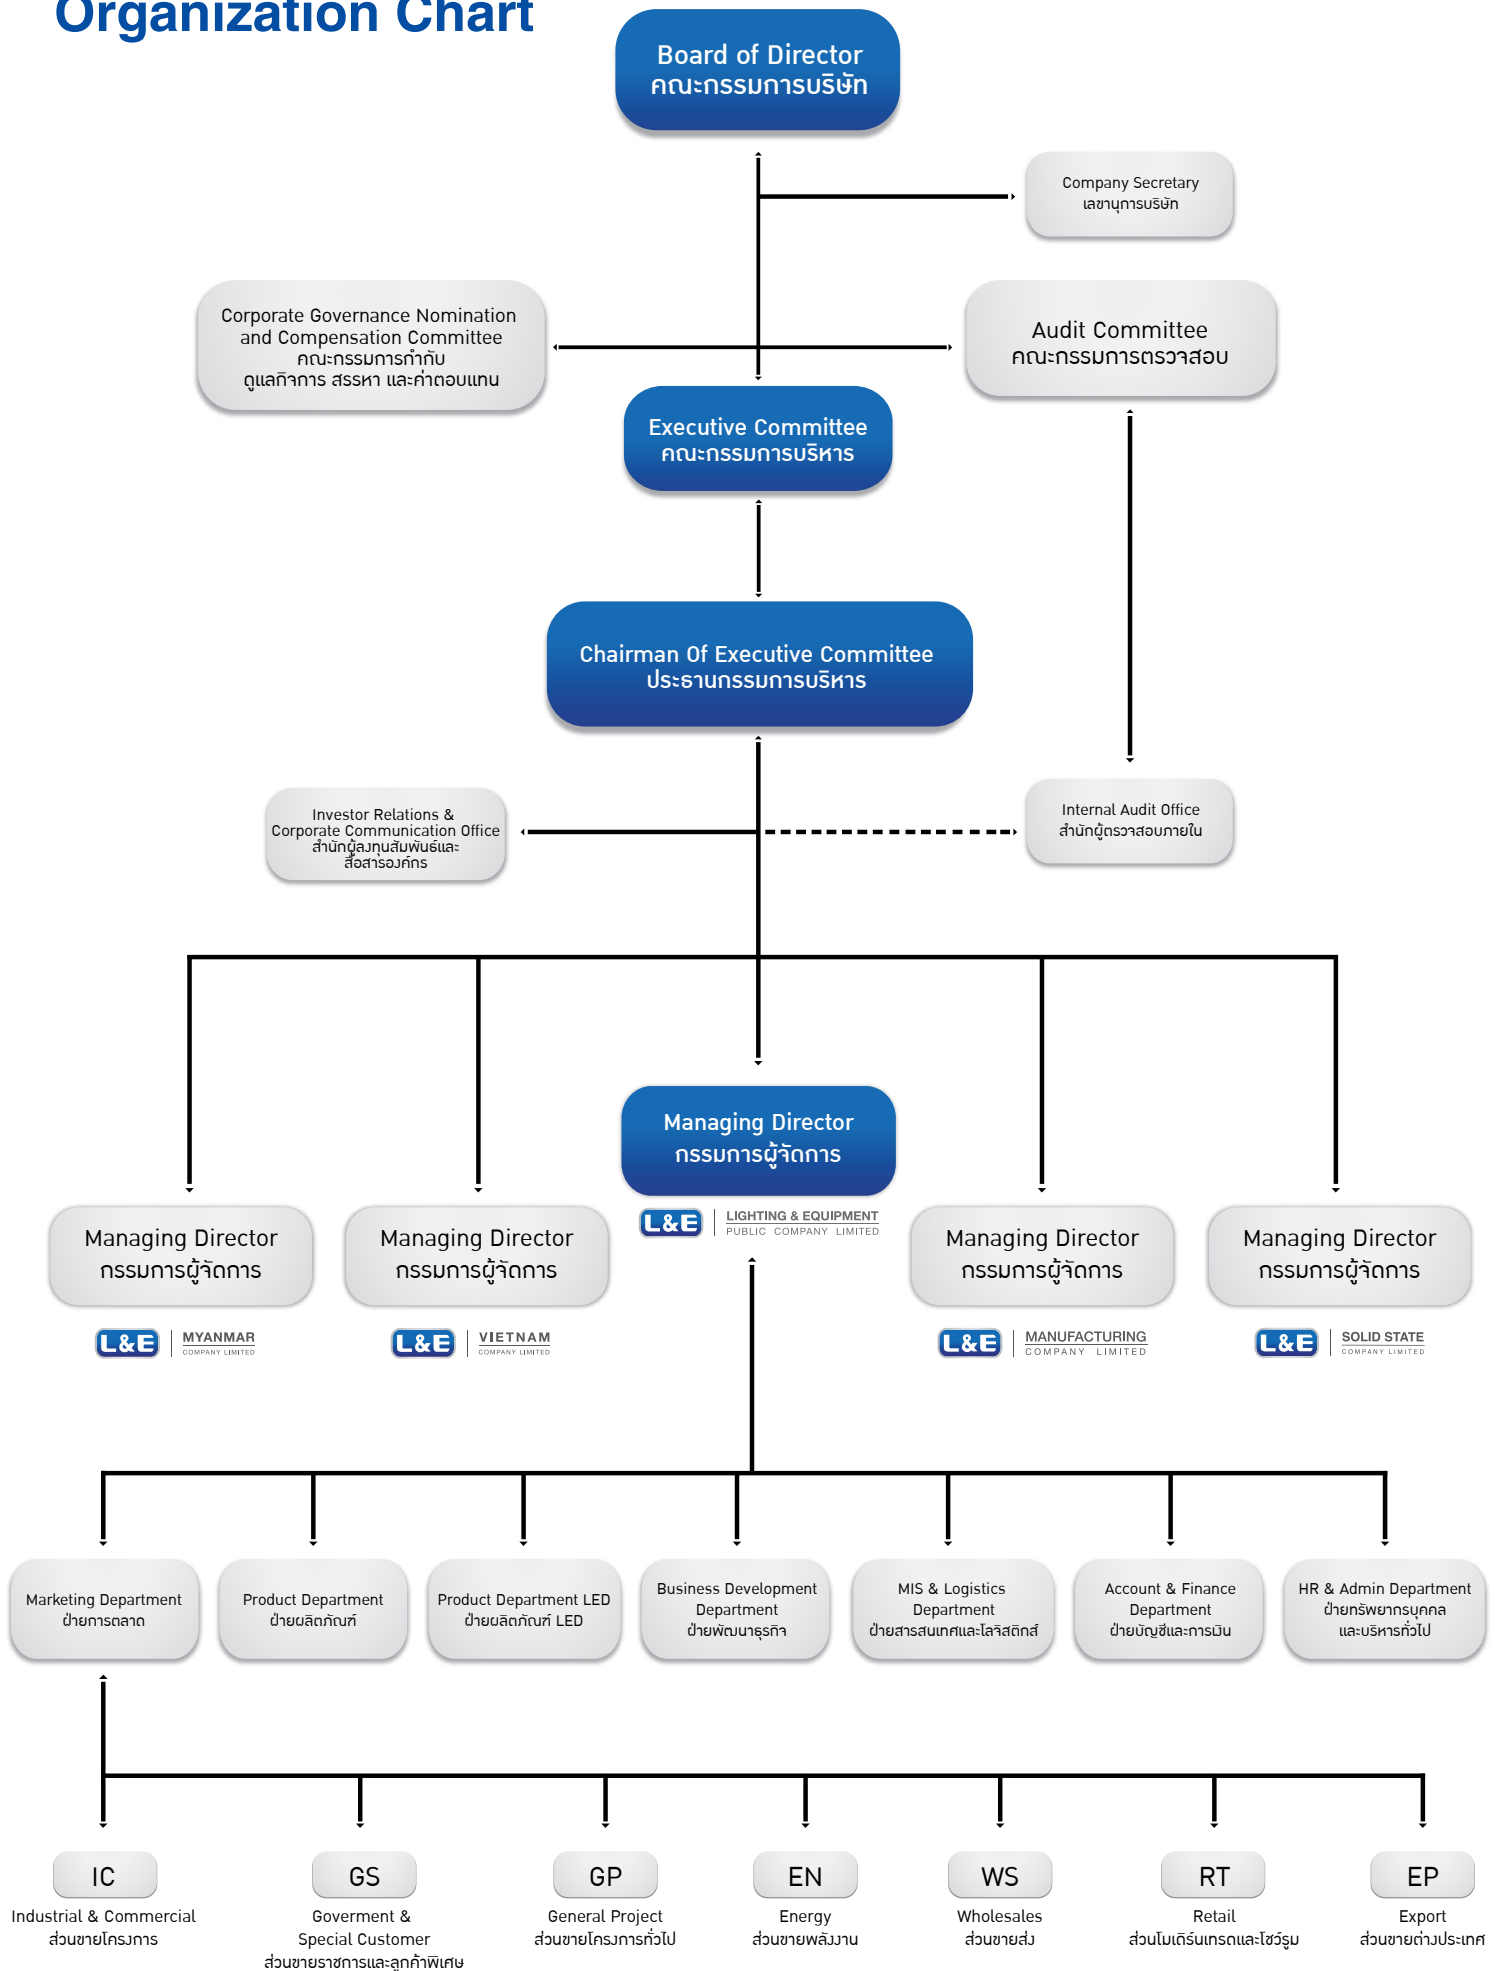 Organization Chart
Board of Director
คณะกรรมการบริษัท
Company Secretary
เลขานุการบริษัท
Corporate Governance Nomination
and Compensation Committee
คณะกรรมการกำกับ
ดูแลกิจการ สรรหา และค่าตอบแทน
Audit Committee
คณะกรรมการตรวจสอบ
Executive Committee
คณะกรรมการบริหาร
Chairman Of Executive Committee
ประธานกรรมการบริหาร
Investor Relations &
Corporate Communication Office
สำนักผู้ลงทุนสัมพันธ์และ
สื่อสารองค์กร
Internal Audit Office
สำนักผู้ตรวจสอบภายใน
Managing Director
กรรมการผู้จัดการ
L&E LIGHTING & EQUIPMENT
PUBLIC COMPANY LIMITED
Managing Director
กรรมการผู้จัดการ
L&E MYANMAR
COMPANY LIMITED
Managing Director
กรรมการผู้จัดการ
L&E VIETNAM
COMPANY LIMITED
Managing Director
กรรมการผู้จัดการ
L&E MANUFACTURING
COMPANY LIMITED
Managing Director
กรรมการผู้จัดการ
L&E SOLID STATE
COMPANY LIMITED
Marketing Department
ฝ่ายการตลาด
Product Department
ฝ่ายผลิตภัณฑ์
Product Department LED
ฝ่ายผลิตภัณฑ์ LED
Business Development
Department
ฝ่ายพัฒนาธุรกิจ
MIS & Logistics
Department
ฝ่ายสารสนเทศและโลจิสติกส์
Account & Finance
Department
ฝ่ายบัญชีและการเงิน
HR & Admin Department
ฝ่ายทรัพยากรบุคคล
และบริหารทั่วไป
IC
Industrial & Commercial
ส่วนขายโครงการ
GS
Goverment &
Special Customer
ส่วนขายราชการและลูกค้าพิเศษ
GP
General Project
ส่วนขายโครงการทั่วไป
EN
Energy
ส่วนขายพลังงาน
WS
Wholesales
ส่วนขายส่ง
RT
Retail
ส่วนโมเดิร์นเทรดและโชว์รูม
EP
Export
ส่วนขายต่างประเทศ